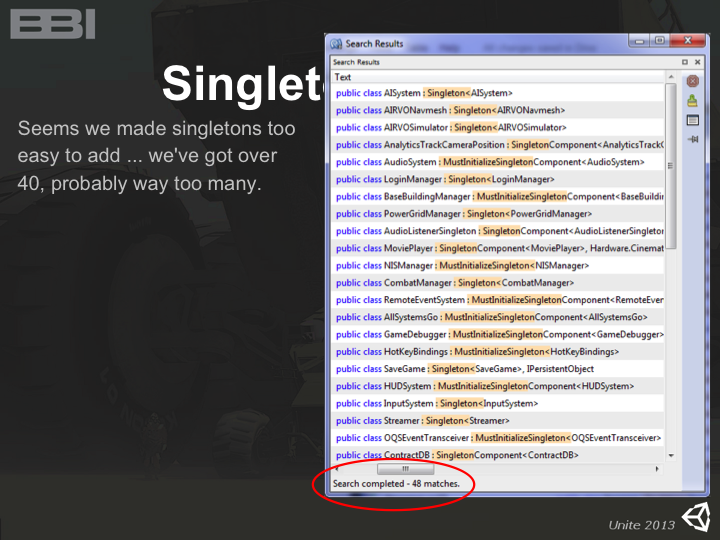 BBI
Singlet
Seems we made singletons too
easy to add ... we've got over
40, probably way too many.
Search Results
Search Results
Text
public class AISystem : Singleton<AISystem>
public class AIRVONavmesh : Singleton<AIRVONavmesh>
public class AIRVOSimulator : Singleton<AIRVOSimulator>
public class AnalyticsTrackCameraPosition : SingletonComponent<AnalyticsTrackC
public class AudioSystem : MustInitializeSingletonComponent<AudioSystem>
public class LoginManager : Singleton<LoginManager>
public class BaseBuildingManager : MustInitializeSingletonComponent<BaseBuildin
public class PowerGridManager : Singleton<PowerGridManager>
public class AudioListenerSingleton : SingletonComponent<AudioListenerSingleton
public class MoviePlayer : SingletonComponent<MoviePlayer>, Hardware.Cinemat
public class NISManager : MustInitializeSingleton<NISManager>
public class CombatManager : Singleton<CombatManager>
public class RemoteEventSystem : MustInitializeSingletonComponent<RemoteEven
public class AllSystemsGo : MustInitializeSingletonComponent<AllSystemsGo>
public class GameDebugger : MustInitializeSingletonComponent<GameDebugger>
public class HotKeyBindings : MustInitializeSingleton<HotKeyBindings>
public class SaveGame : Singleton<SaveGame>, IPersistentObject
public class HUDSystem : MustInitializeSingletonComponent<HUDSystem>
public class InputSystem : Singleton<InputSystem>
public class Streamer : Singleton<Streamer>
public class OQSEventTransceiver : MustInitializeSingleton<OQSEventTransceiver>
public class ContractDB : SingletonComponent<ContractDB>
Search completed - 48 matches.
Unite 2013